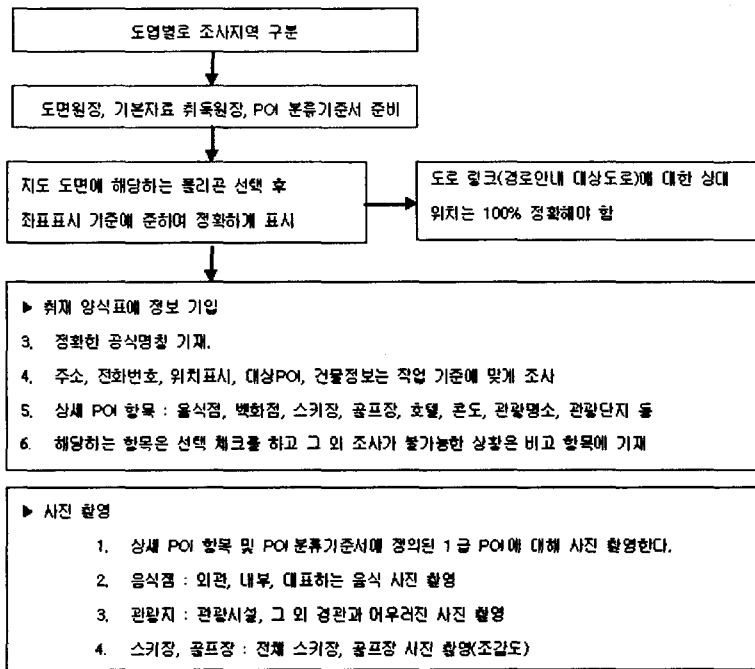 도엽별로 조사지역 구분
도면원장, 기본자료 취득원장, POI 분류기준서 준비
지도 도면에 해당하는 폴리곤 선택 후
좌표표시 기준에 준하여 정확하게 표시
도로 링크(경로안내 대상도로)에 대한 상대
위치는 100% 정확해야 함
▶ 취재 양식표에 정보 기입
3. 정확한 공식명칭 기재.
4. 주소, 전화번호, 위치표시, 대상POI, 건물정보는 작업 기준에 맞게 조사
5. 상세 POI 항목 : 음식점, 백화점, 스키장, 골프장, 호텔, 콘도, 관광명소, 관광단지 등
6. 해당하는 항목은 선택 체크를 하고 그 외 조사가 불가능한 상황은 비고 항목에 기재
▶ 사진 촬영
1. 상세 POI 항목 및 POI 분류기준서에 정의된 1 급 POI에 대해 사진 촬영한다.
2. 음식점 : 외관, 내부, 대표하는 음식 사진 촬영
3. 관광지 : 관광시설, 그 외 경관과 어우러진 사진 촬영
4. 스키장, 골프장 : 전체 스키장, 골프장 사진 촬영(조감도)